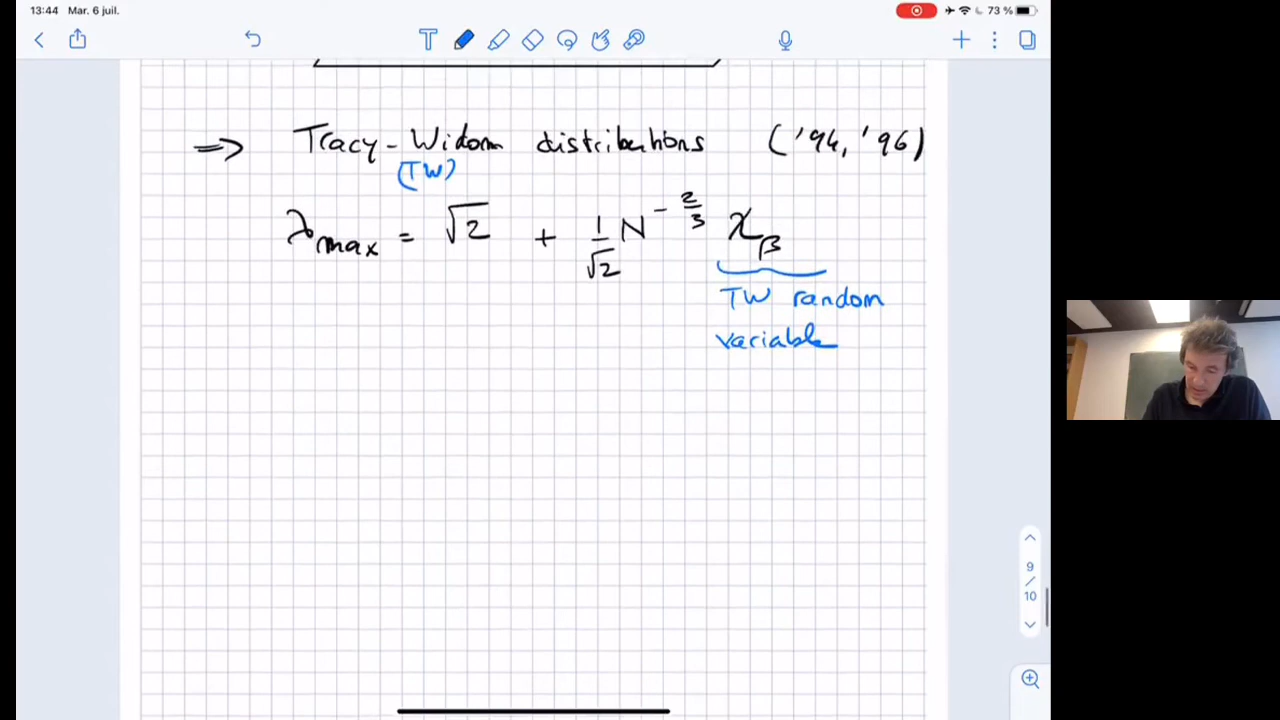 13:44 Mar. 6 juil. 73 %
T
⇒ Tracy-Widom distributions ('94, '96)
(TW)
λmax = √2 + 1/√2 N^(-2/3) χβ
TW random
variable
9
/
10